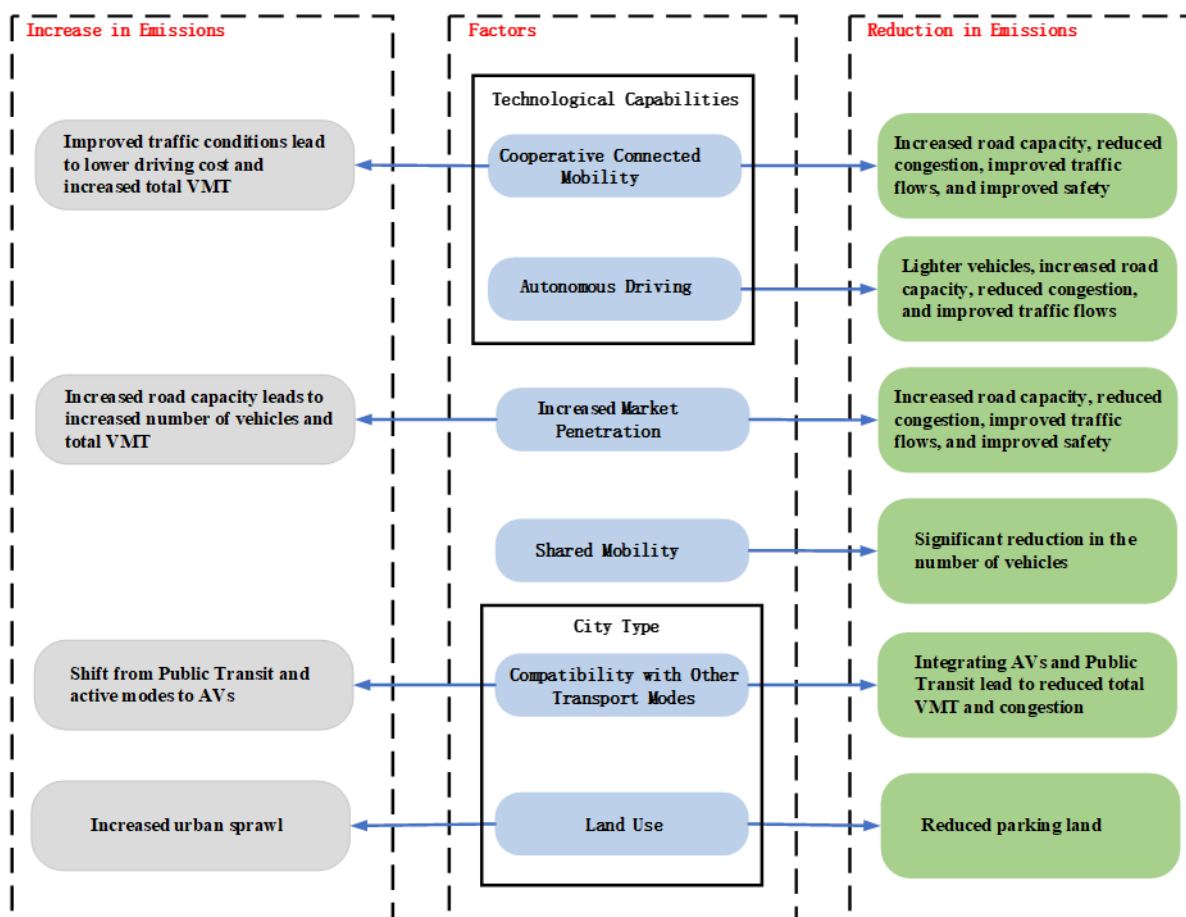 Increase in Emissions
Improved traffic conditions lead
to lower driving cost and
increased total VMT
Increased road capacity leads to
increased number of vehicles and
total VMT
Shift from Public Transit and
active modes to AVs
Increased urban sprawl
Factors
Technological Capabilities
Cooperative Connected
Mobility
Autonomous Driving
Increased Market
Penetration
Shared Mobility
City Type
Compatibility with Other
Transport Modes
Land Use
Reduction in Emissions
Increased road capacity, reduced
congestion, improved traffic
flows, and improved safety
Lighter vehicles, increased road
capacity, reduced congestion,
and improved traffic flows
Increased road capacity, reduced
congestion, improved traffic
flows, and improved safety
Significant reduction in the
number of vehicles
Integrating AVs and Public
Transit lead to reduced total
VMT and congestion
Reduced parking land